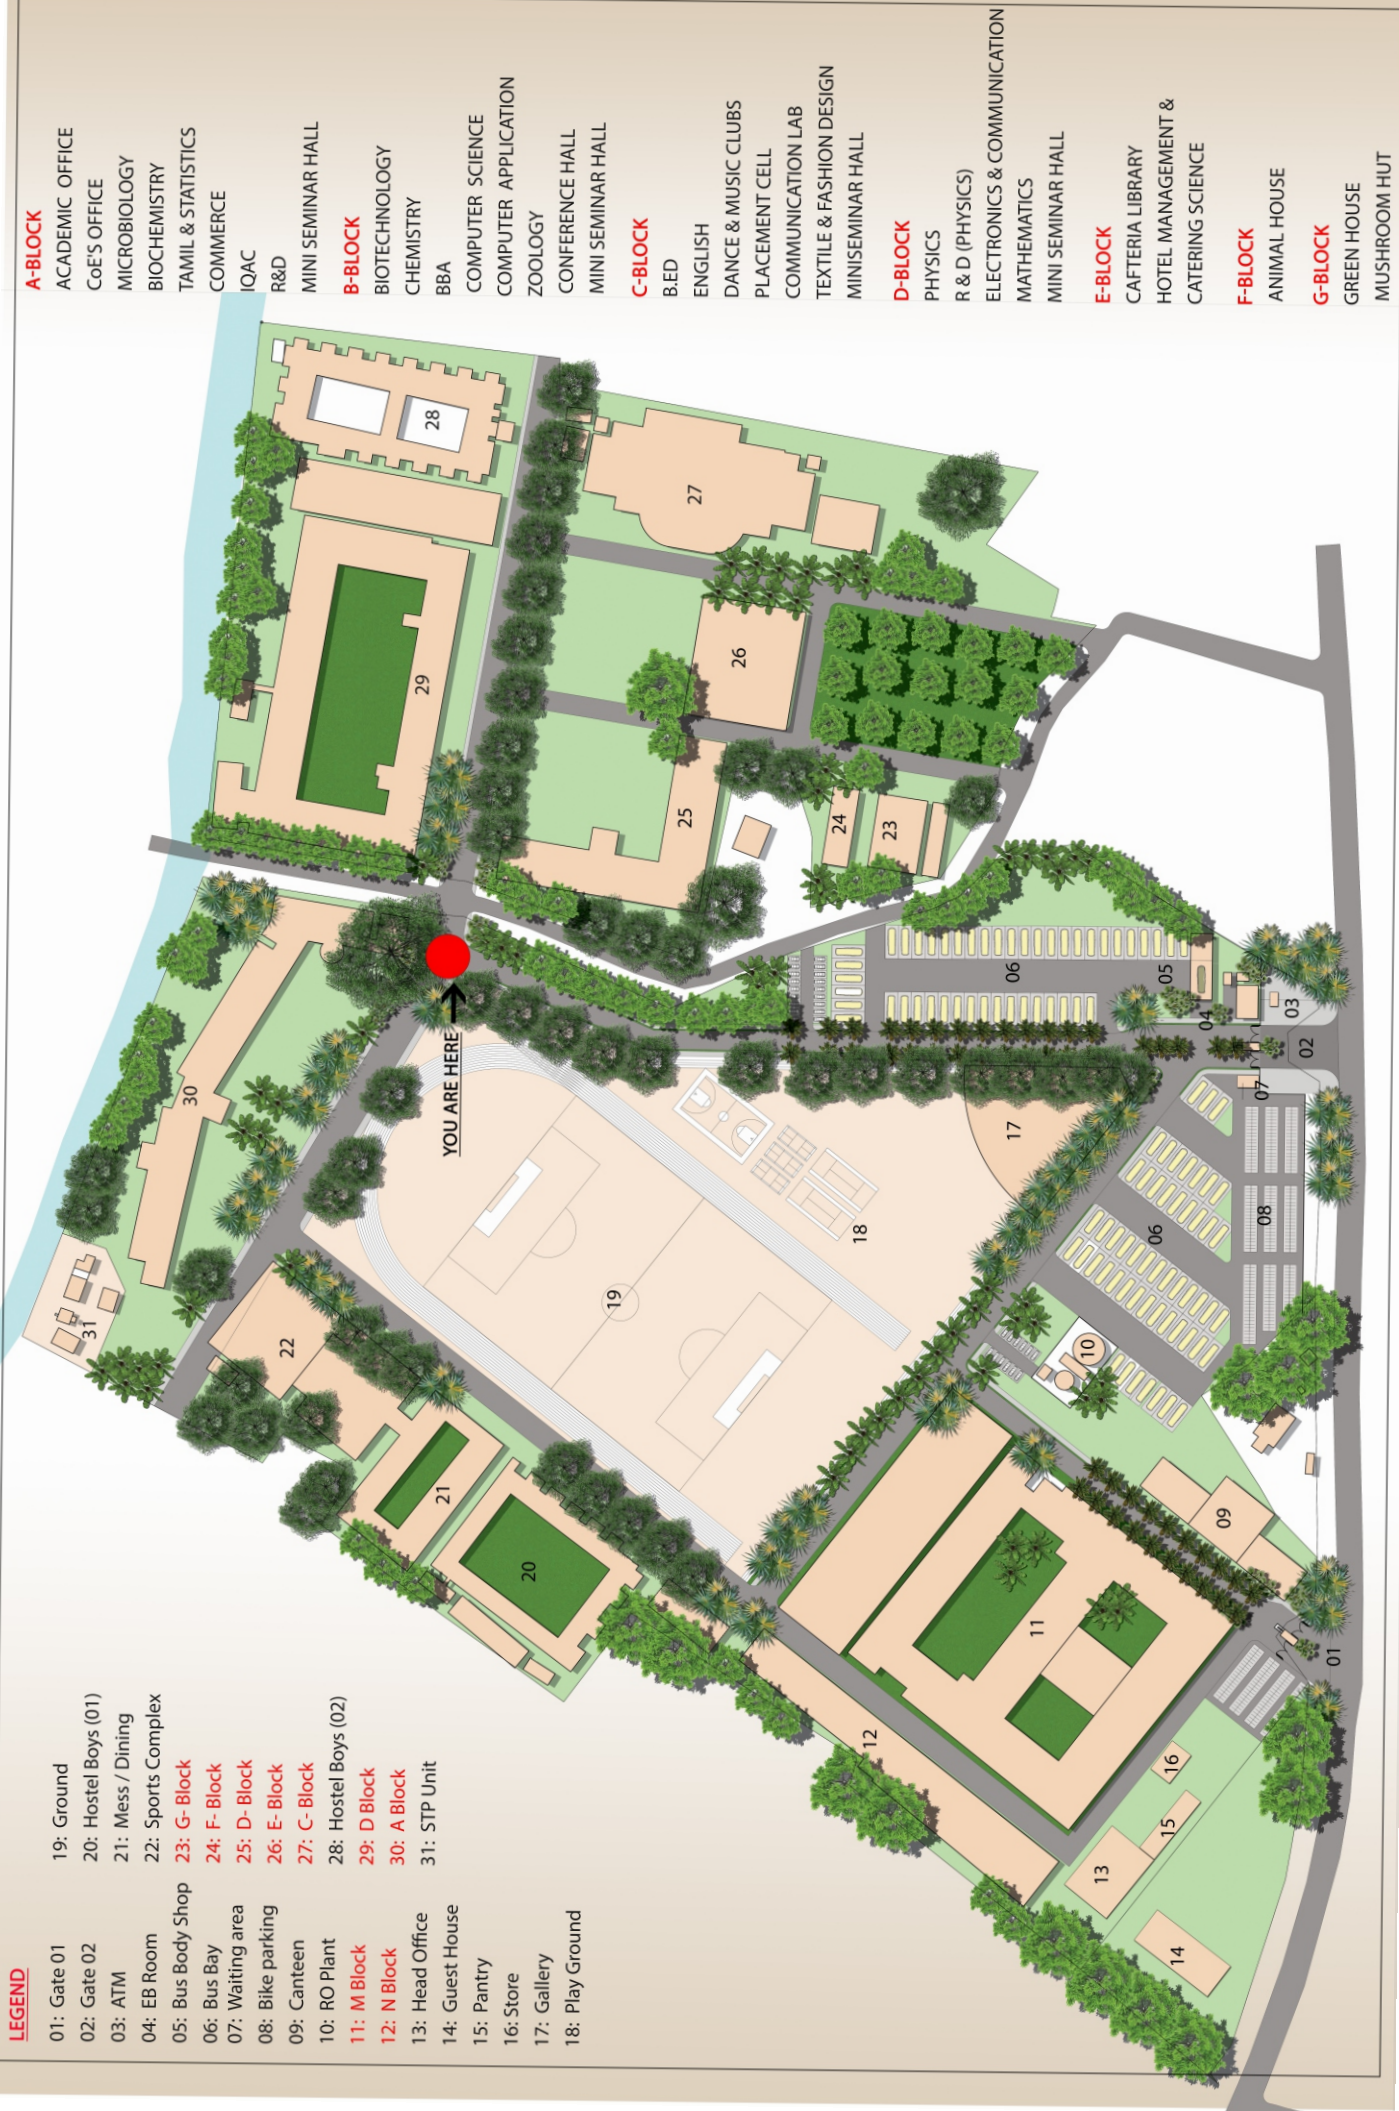 LEGEND
01: Gate 01
02: Gate 02
03: ATM
04: EB Room
05: Bus Body Shop
06: Bus Bay
07: Waiting area
08: Bike parking
09: Canteen
10: RO Plant
11: M Block
12: N Block
13: Head Office
14: Guest House
15: Pantry
16: Store
17: Gallery
18: Play Ground
19: Ground
20: Hostel Boys (01)
21: Mess / Dining
22: Sports Complex
23: G- Block
24: F- Block
25: D- Block
26: E- Block
27: C- Block
28: Hostel Boys (02)
29: D Block
30: A Block
31: STP Unit
31
30
22
21
20
19
YOU ARE HERE
18
17
12
11
13
14
15
16
01
09
10
06
08
07
02
03
04
05
06
29
28
27
26
25
24
23
A-BLOCK
ACADEMIC OFFICE
CoE'S OFFICE
MICROBIOLOGY
BIOCHEMISTRY
TAMIL & STATISTICS
COMMERCE
IQAC
R&D
MINI SEMINAR HALL
B-BLOCK
BIOTECHNOLOGY
CHEMISTRY
BBA
COMPUTER SCIENCE
COMPUTER APPLICATION
ZOOLOGY
CONFERENCE HALL
MINI SEMINAR HALL
C-BLOCK
B.ED
ENGLISH
DANCE & MUSIC CLUBS
PLACEMENT CELL
COMMUNICATION LAB
TEXTILE & FASHION DESIGN
MINISEMINAR HALL
D-BLOCK
PHYSICS
R & D (PHYSICS)
ELECTRONICS & COMMUNICATION
MATHEMATICS
MINI SEMINAR HALL
E-BLOCK
CAFTERIA LIBRARY
HOTEL MANAGEMENT &
CATERING SCIENCE
F-BLOCK
ANIMAL HOUSE
G-BLOCK
GREEN HOUSE
MUSHROOM HUT